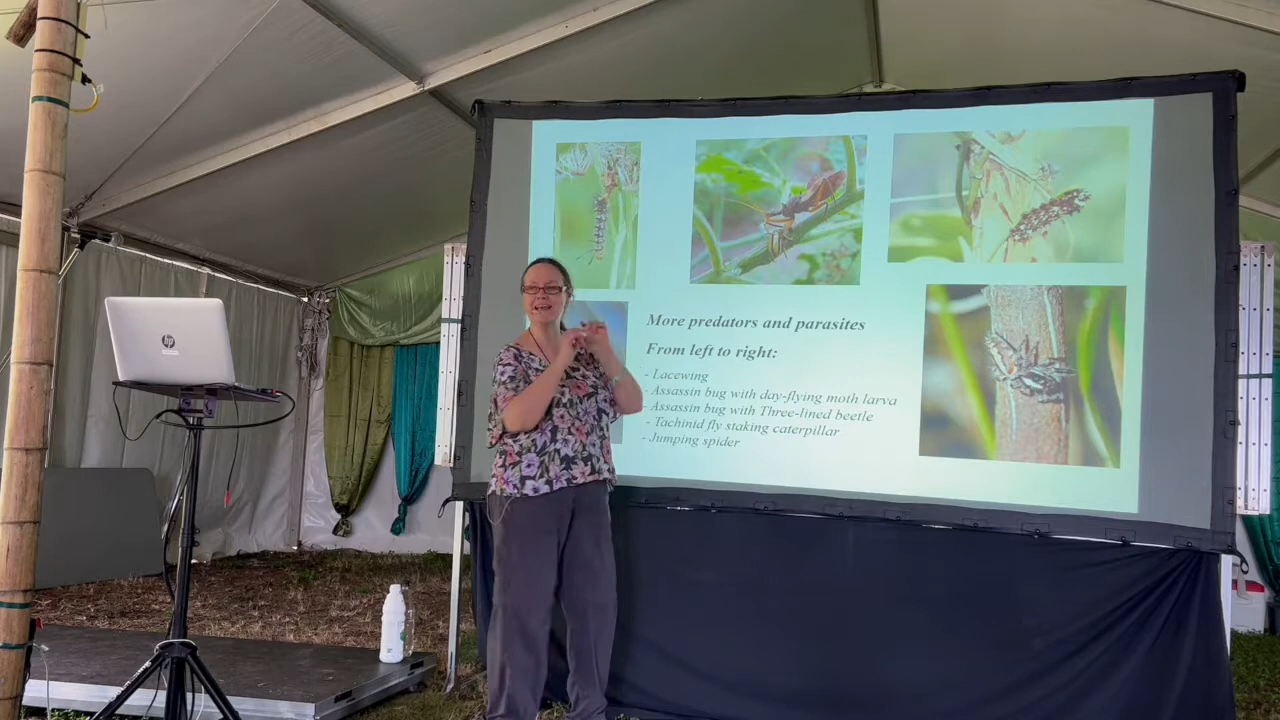 hp
More predators and parasites
From left to right:
- Lacewing
- Assassin bug with day-flying moth larva
- Assassin bug with Three-lined beetle
- Tachinid fly staking caterpillar
- Jumping spider